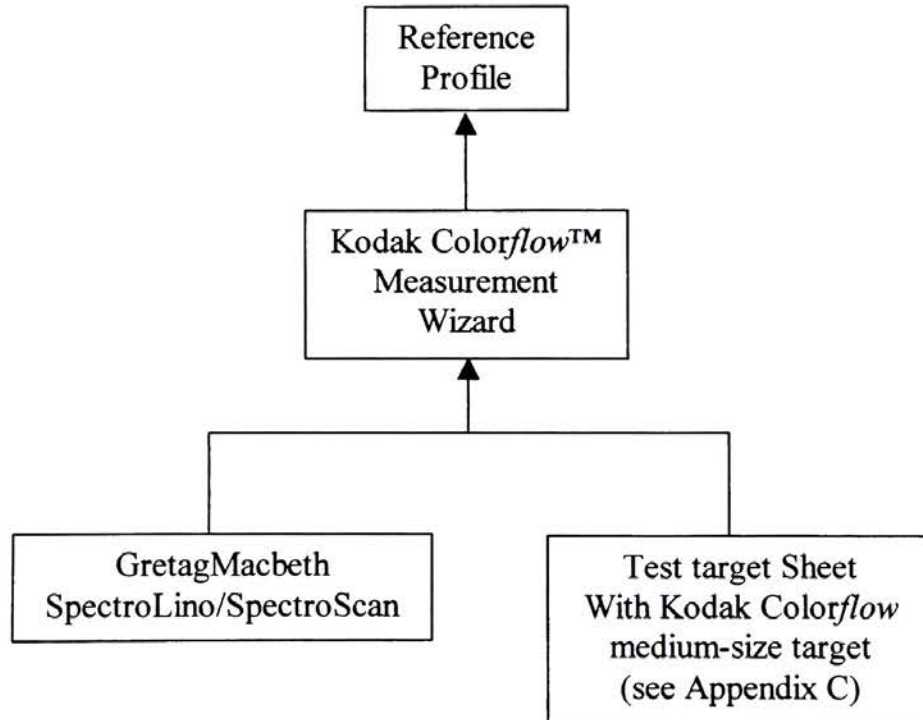 Reference
Profile
Kodak Colorflow™
Measurement
Wizard
GretagMacbeth
SpectroLino/SpectroScan
Test target Sheet
With Kodak Colorflow
medium-size target
(see Appendix C)